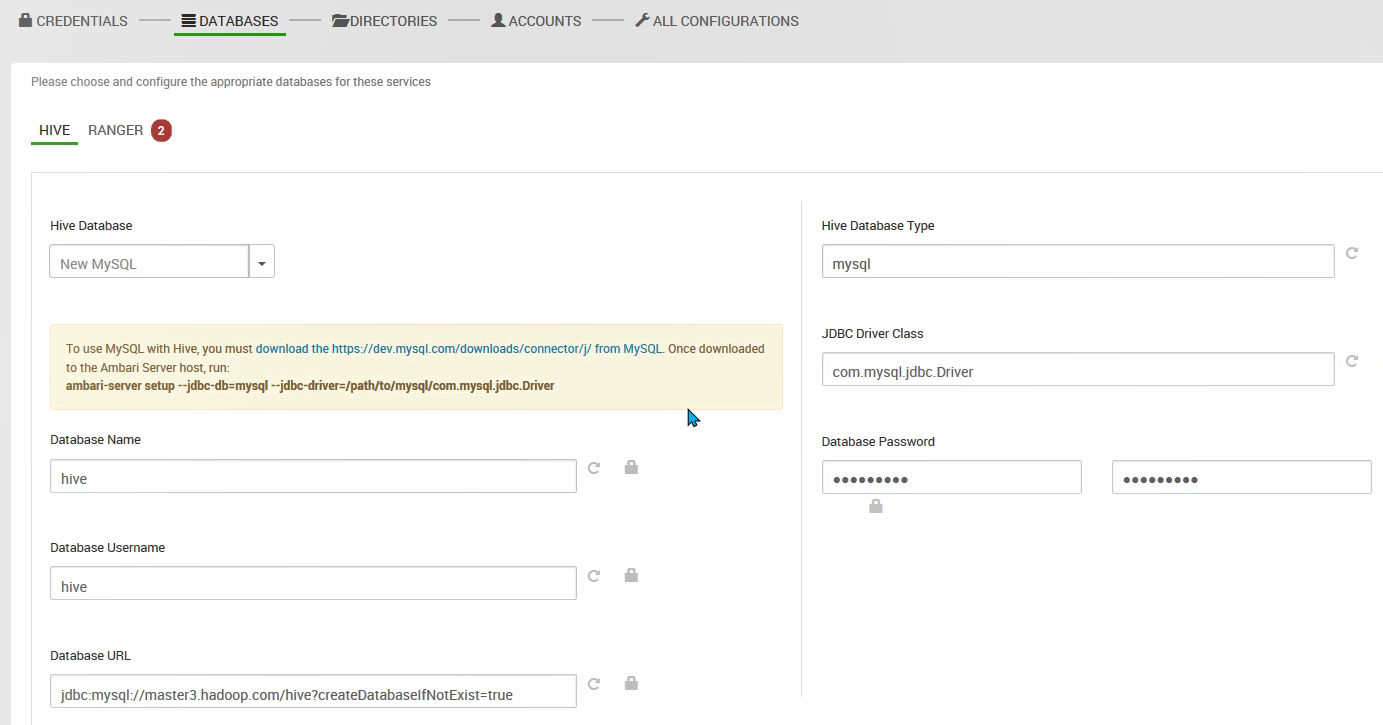 CREDENTIALS DATABASES DIRECTORIES ACCOUNTS ALL CONFIGURATIONS
Please choose and configure the appropriate databases for these services
HIVE RANGER 2
Hive Database
New MySQL
To use MySQL with Hive, you must download the https://dev.mysql.com/downloads/connector/j/ from MySQL. Once downloaded
to the Ambari Server host, run:
ambari-server setup --jdbc-db=mysql --jdbc-driver=/path/to/mysql/com.mysql.jdbc.Driver
Database Name
hive
Database Username
hive
Database URL
jdbc:mysql://master3.hadoop.com/hive?createDatabaseIfNotExist=true
Hive Database Type
mysql
JDBC Driver Class
com.mysql.jdbc.Driver
Database Password
●●●●●●●●● ●●●●●●●●●